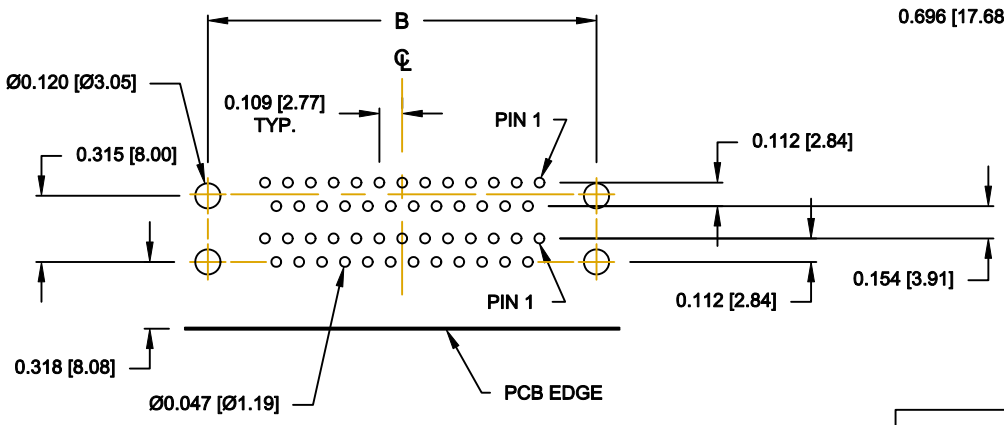 B
0.696 [17.68
℄
Ø0.120 [Ø3.05]
0.109 [2.77]
TYP.
PIN 1
0.112 [2.84]
0.315 [8.00]
0.154 [3.91]
PIN 1
0.112 [2.84]
0.318 [8.08]
Ø0.047 [Ø1.19]
PCB EDGE